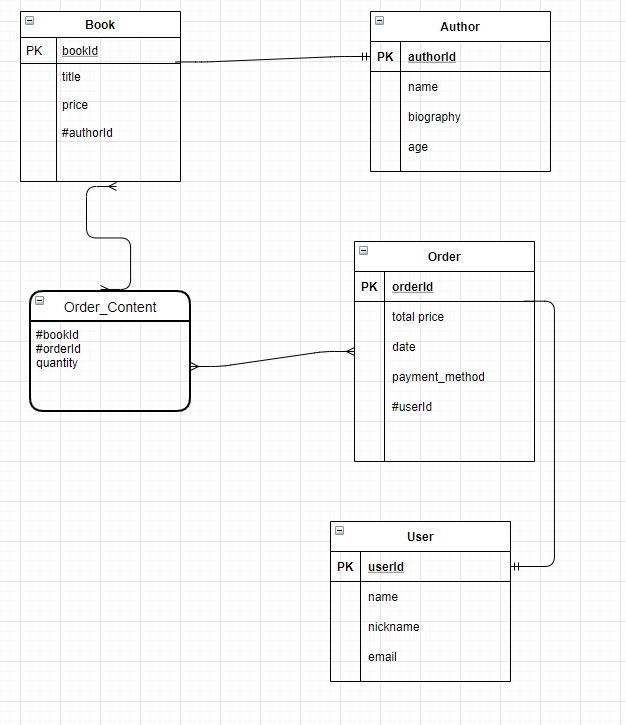 Book
PK bookId
title
price
#authorId
Author
PK authorId
name
biography
age
Order_Content
#bookId
#orderId
quantity
Order
PK orderId
total price
date
payment_method
#userId
User
PK userId
name
nickname
email